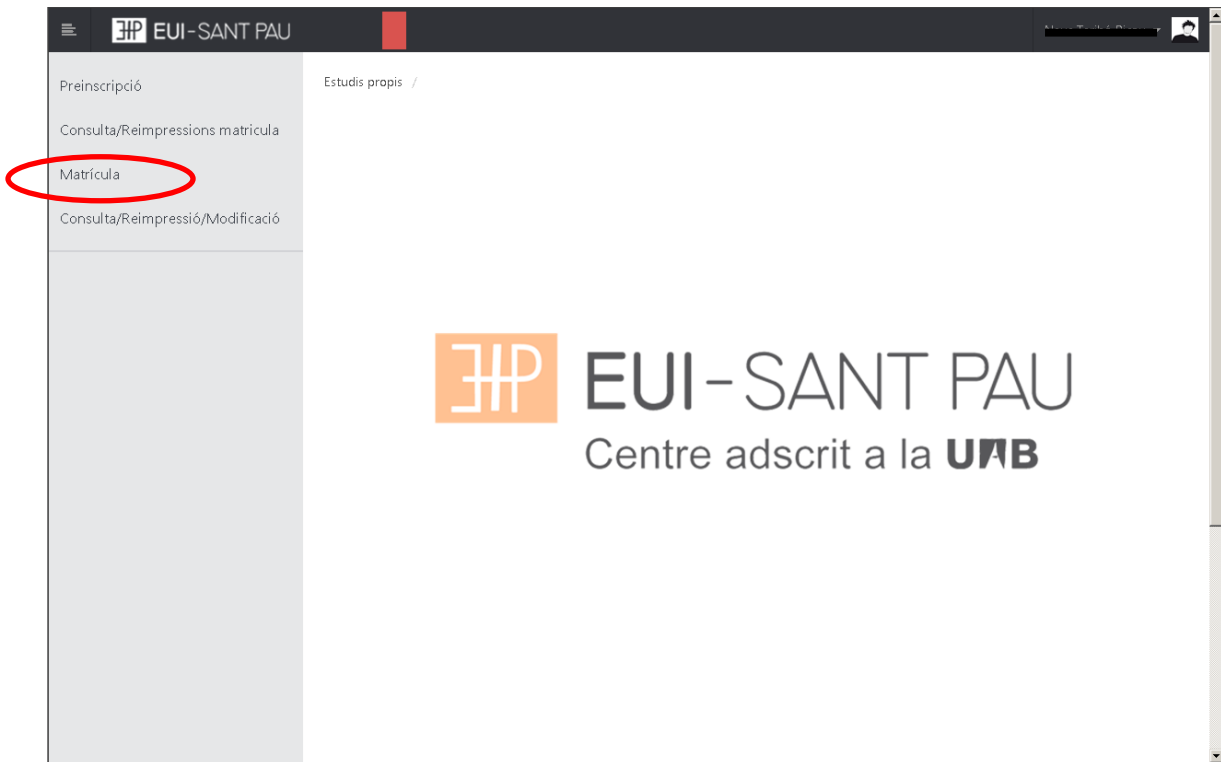 EUI-SANT PAU
Preinscripció
Estudis propis /
Consulta/Reimpressions matricula
Matrícula
Consulta/Reimpressió/Modificació
EUI-SANT PAU
Centre adscrit a la UAB